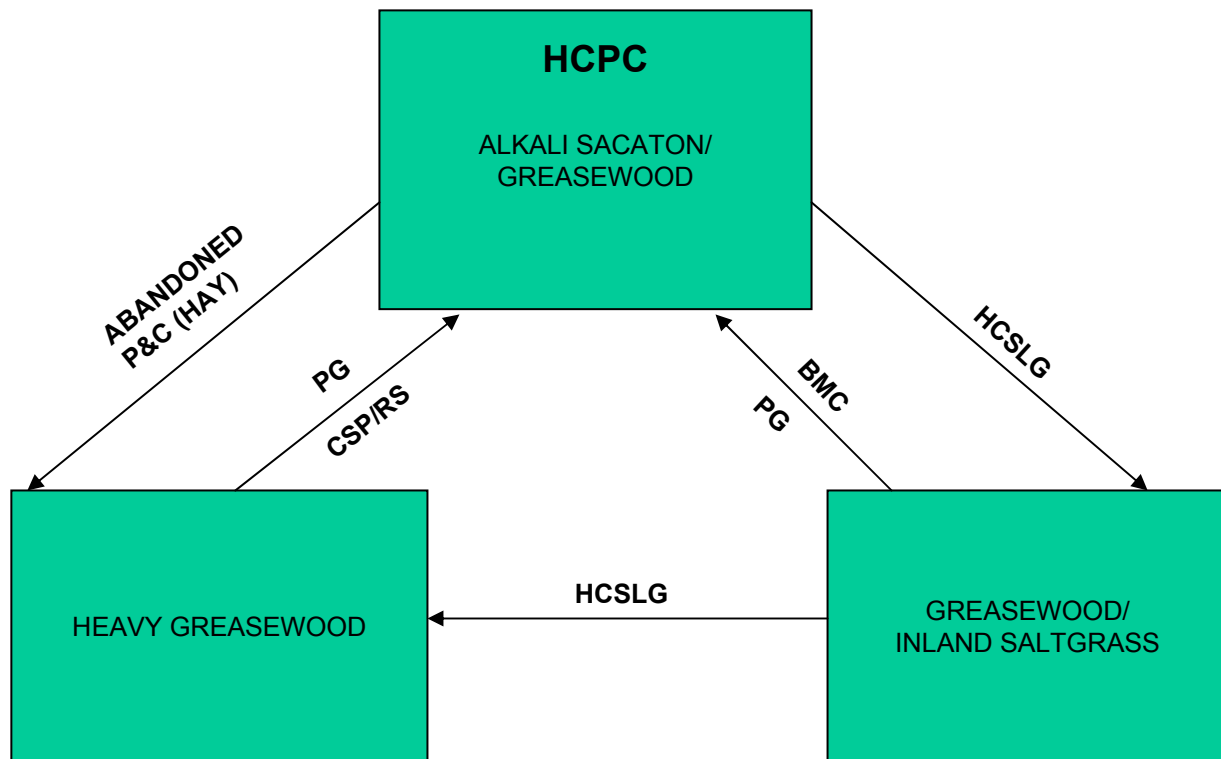 HCPC
ALKALI SACATON/
GREASEWOOD
ABANDONED
P&C (HAY)
PG
CSP/RS
BMC
PG
HCSLG
HEAVY GREASEWOOD
HCSLG
GREASEWOOD/
INLAND SALTGRASS